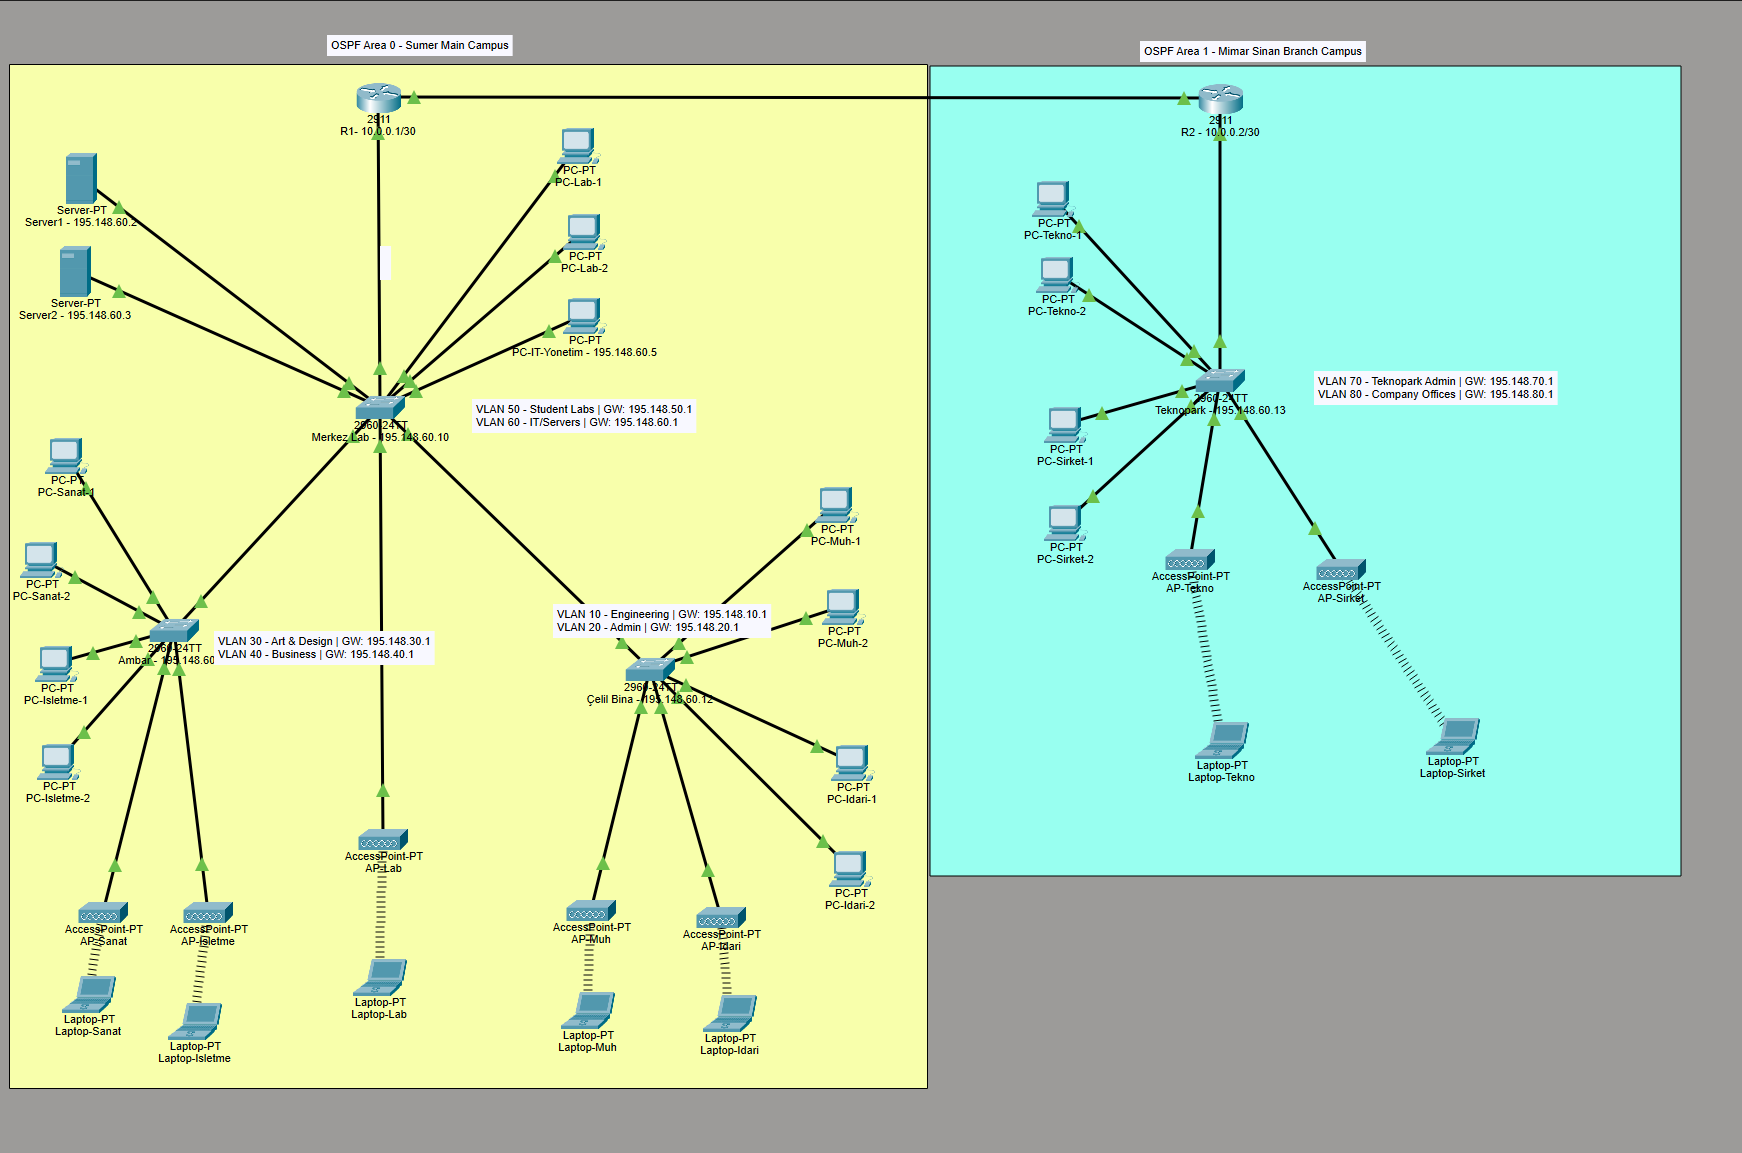 OSPF Area 0 - Sumer Main Campus
OSPF Area 1 - Mimar Sinan Branch Campus
2911
R1- 10.0.0.1/30
2911
R2 - 10.0.0.2/30
Server-PT
Server1 - 195.148.60.2
Server-PT
Server2 - 195.148.60.3
PC-PT
PC-Lab-1
PC-PT
PC-Lab-2
PC-PT
PC-IT-Yonetim - 195.148.60.5
2960-24TT
Merkez Lab - 195.148.60.10
VLAN 50 - Student Labs | GW: 195.148.50.1
VLAN 60 - IT/Servers | GW: 195.148.60.1
PC-PT
PC-Sanat-1
PC-PT
PC-Sanat-2
PC-PT
PC-Isletme-1
PC-PT
PC-Isletme-2
2960-24TT
Ambar - 195.148.60
VLAN 30 - Art & Design | GW: 195.148.30.1
VLAN 40 - Business | GW: 195.148.40.1
VLAN 10 - Engineering | GW: 195.148.10.1
VLAN 20 - Admin | GW: 195.148.20.1
2960-24TT
Çelil Bina - 195.148.60.12
PC-PT
PC-Muh-1
PC-PT
PC-Muh-2
PC-PT
PC-Idari-1
PC-PT
PC-Idari-2
AccessPoint-PT
AP-Sanat
AccessPoint-PT
AP-Isletme
AccessPoint-PT
AP-Lab
AccessPoint-PT
AP-Muh
AccessPoint-PT
AP-Idari
Laptop-PT
Laptop-Sanat
Laptop-PT
Laptop-Isletme
Laptop-PT
Laptop-Lab
Laptop-PT
Laptop-Muh
Laptop-PT
Laptop-Idari
PC-PT
PC-Tekno-1
PC-PT
PC-Tekno-2
2960-24TT
Teknopark - 195.148.60.13
VLAN 70 - Teknopark Admin | GW: 195.148.70.1
VLAN 80 - Company Offices | GW: 195.148.80.1
PC-PT
PC-Sirket-1
PC-PT
PC-Sirket-2
AccessPoint-PT
AP-Tekno
AccessPoint-PT
AP-Sirket
Laptop-PT
Laptop-Tekno
Laptop-PT
Laptop-Sirket